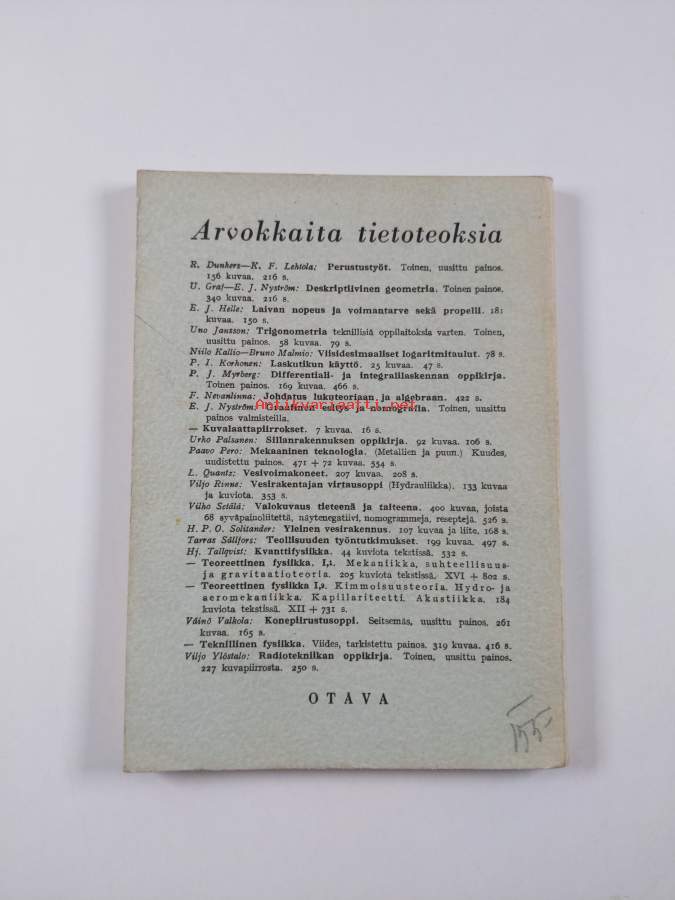 Arvokkaita tietoteoksia
R. Dunkers—K. F. Lehtola: Perustustyöt. Toinen, uusittu painos.
156 kuvaa. 216 s.
U. Graf—E. J. Nyström: Deskriptiivinen geometria. Toinen painos.
340 kuvaa. 216 s.
E. J. Helle: Laivan nopeus ja voimantarve sekä propelli. 181
kuvaa. 150 s.
Uno Jansson: Trigonometria teknillisiä oppilaitoksia varten. Toinen,
uusittu painos. 58 kuvaa. 79 s.
Niilo Kallio—Bruno Malmio: Viisidesimaaliset logaritmitaulut. 78 s.
P. I. Korhonen: Laskutikun käyttö. 25 kuvaa. 47 s.
P. J. Myrberg: Differentiali- ja integraalilaskennan oppikirja.
Toinen painos. 169 kuvaa. 466 s.
F. Nevanlinna: Johdatus lukuteoriaan ja algebraan. 422 s.
Antikvariaatti.net
E. J. Nyström: Graafinen esitys ja nomografia. Toinen, uusittu
painos valmisteilla.
— Kuvalaattapiirrokset. 7 kuvaa. 16 s.
Urho Palsanen: Siilanrakennuksen oppikirja. 92 kuvaa. 106 s.
Paavo Pero: Mekaaninen teknologia. (Metallien ja puun.) Kuudes,
uudistettu painos. 471 + 72 kuvaa. 554 s.
L. Quantz: Vesivoimakoneet. 207 kuvaa. 208 s.
Viljo Rinne: Vesirakentajan virtausoppi (Hydrauliikka). 133 kuvaa
ja kuviota. 353 s.
Vilho Setälä: Valokuvaus tieteenä ja taiteena. 400 kuvaa, joista
68 syväpainoliitettä, näytenegatiivi, nomogrammeja, reseptejä. 526 s.
H. P. O. Solitander: Yleinen vesirakennus. 107 kuvaa ja liite. 168 s.
Tarras Sällfors: Teollisuuden työntutkimukset. 199 kuvaa. 497 s.
Hj. Tallqvist: Kvanttifysiikka. 44 kuviota tekstissä. 532 s.
— Teoreettinen fysiikka I,1. Mekaniikka, suhteellisuus-
ja gravitaatioteoria. 205 kuviota tekstissä. XVI + 802 s.
— Teoreettinen fysiikka I,2. Kimmoisuusteoria. Hydro- ja
aeromekaniikka. Kapillariteetti. Akustiikka. 184
kuviota tekstissä. XII + 731 s.
Väinö Valkola: Konepiirustusoppi. Seitsemäs, uusittu painos. 261
kuvaa. 165 s.
— Teknillinen fysiikka. Viides, tarkistettu painos. 319 kuvaa. 416 s.
Viljo Ylöstalo: Radiotekniikan oppikirja. Toinen, uusittu painos.
227 kuvapiirrosta. 250 s.
OTAVA
155:-